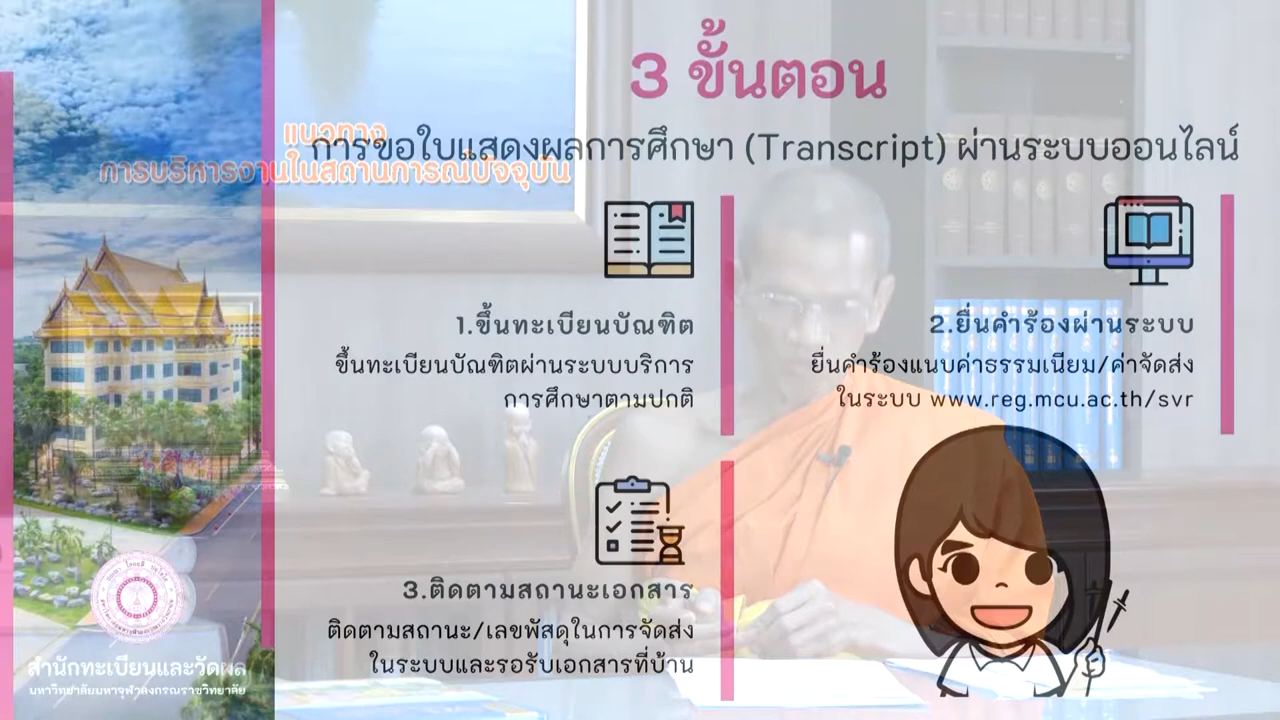 3 ขั้นตอน
แนวทาง
การขอใบแสดงผลการศึกษา (Transcript) ผ่านระบบออนไลน์
การบริหารงานในสถานการณ์ปัจจุบัน
1.ขึ้นทะเบียนบัณฑิต
ขึ้นทะเบียนบัณฑิตผ่านระบบบริการ
การศึกษาตามปกติ
2.ยื่นคำร้องผ่านระบบ
ยื่นคำร้องแนบค่าธรรมเนียม/ค่าจัดส่ง
ในระบบ www.reg.mcu.ac.th/svr
3.ติดตามสถานะเอกสาร
ติดตามสถานะ/เลขพัสดุในการจัดส่ง
ในระบบและรอรับเอกสารที่บ้าน
สำนักทะเบียนและวัดผล
มหาวิทยาลัยมหาจุฬาลงกรณราชวิทยาลัย